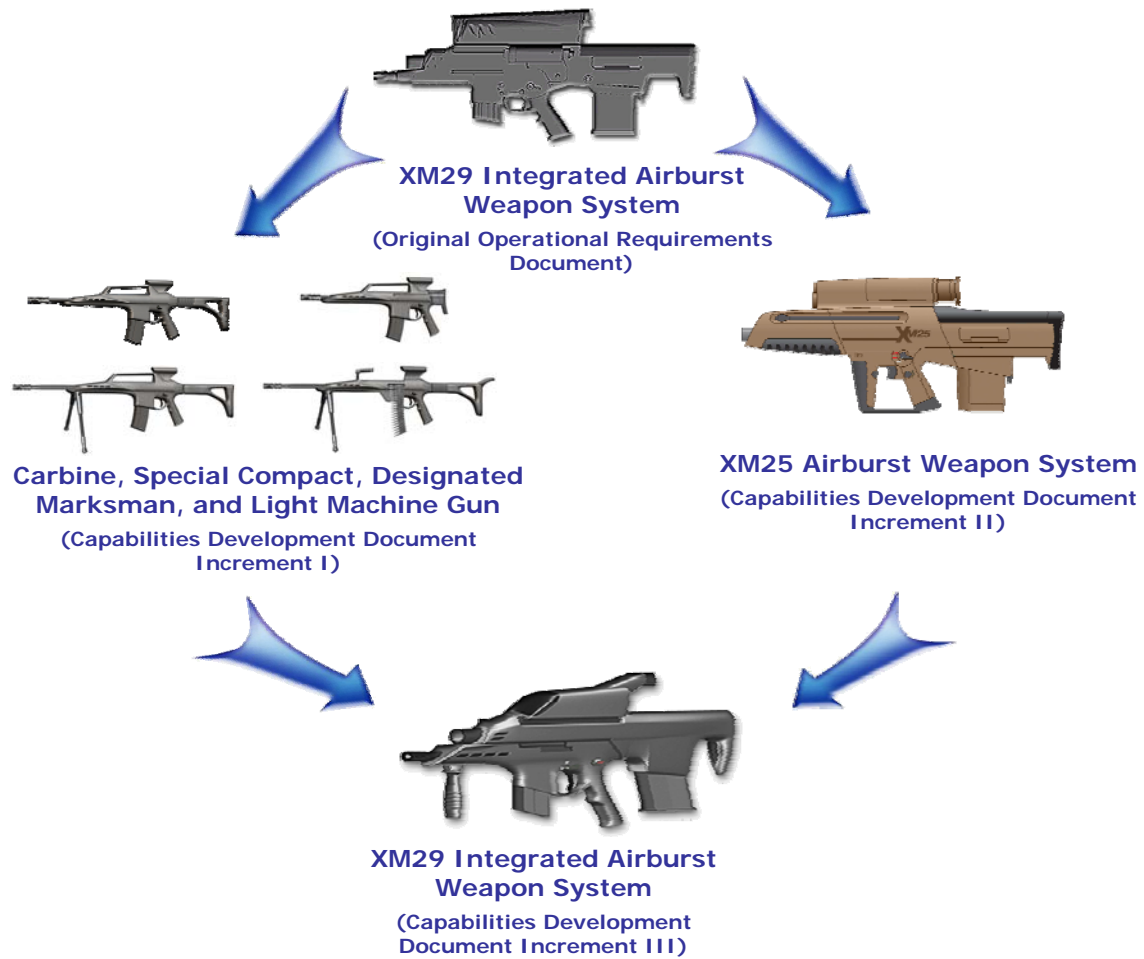 XM29 Integrated Airburst
Weapon System
(Original Operational Requirements
Document)
XM25
Carbine, Special Compact, Designated
Marksman, and Light Machine Gun
(Capabilities Development Document
Increment I)
XM25 Airburst Weapon System
(Capabilities Development Document
Increment II)
XM29 Integrated Airburst
Weapon System
(Capabilities Development
Document Increment III)